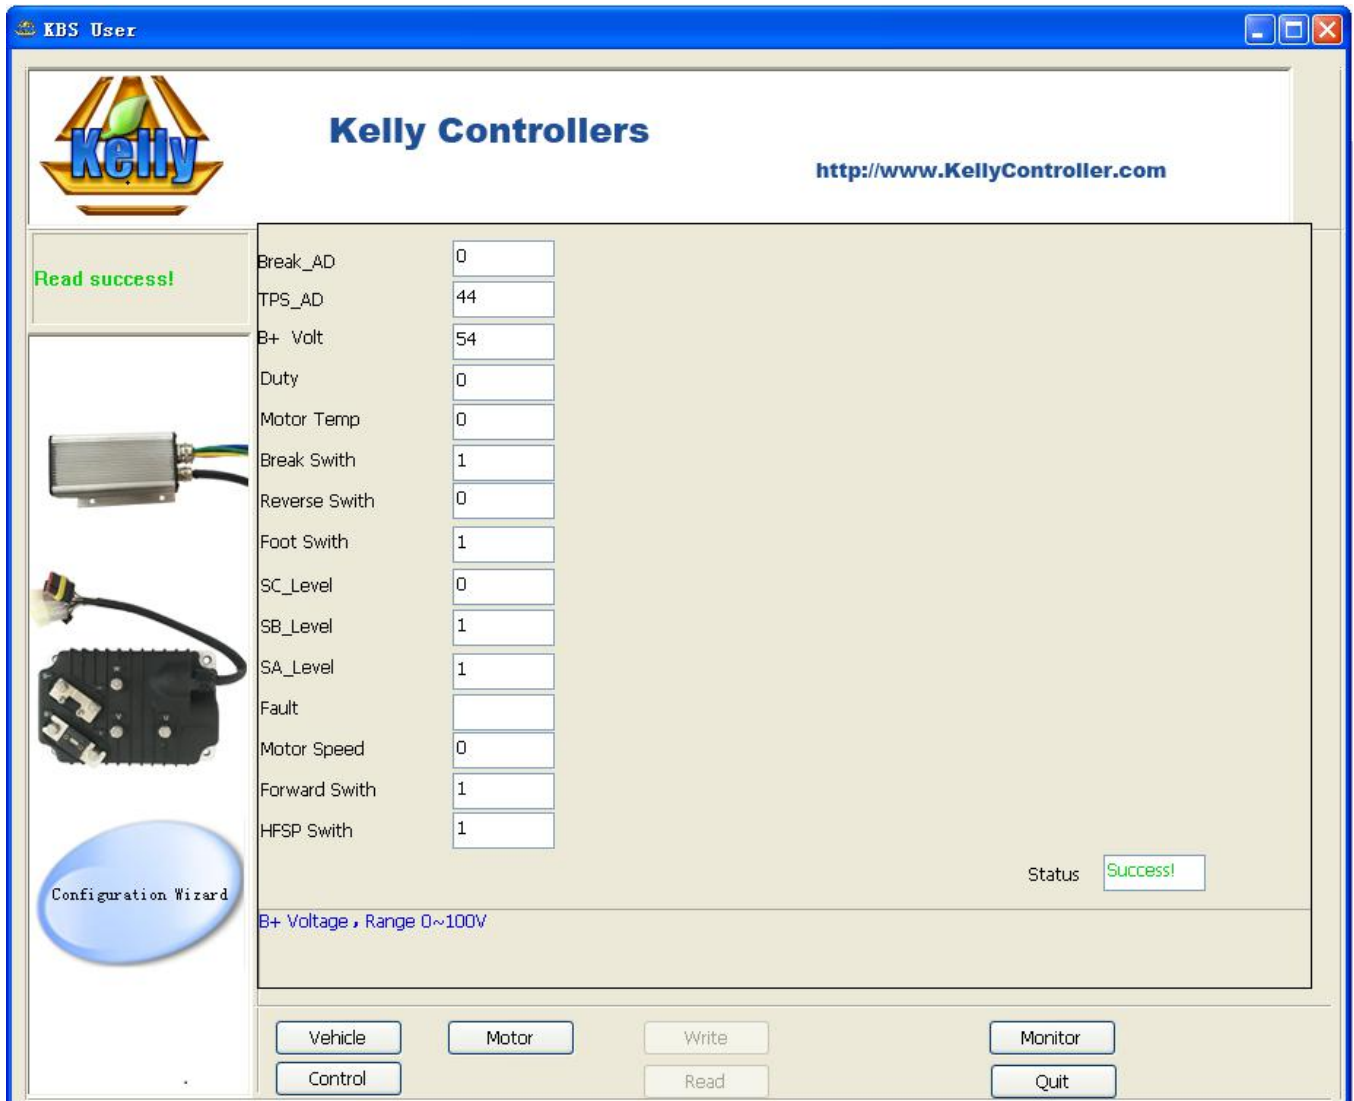 KBS User
Kelly
Kelly Controllers
http://www.KellyController.com
Read success!
Break_AD 0
TPS_AD 44
B+ Volt 54
Duty 0
Motor Temp 0
Break Swith 1
Reverse Swith 0
Foot Swith 1
SC_Level 0
SB_Level 1
SA_Level 1
Fault
Motor Speed 0
Forward Swith 1
HFSP Swith 1
Status Success!
Configuration Wizard
B+ Voltage，Range 0~100V
Vehicle Motor Write Monitor
Control Read Quit